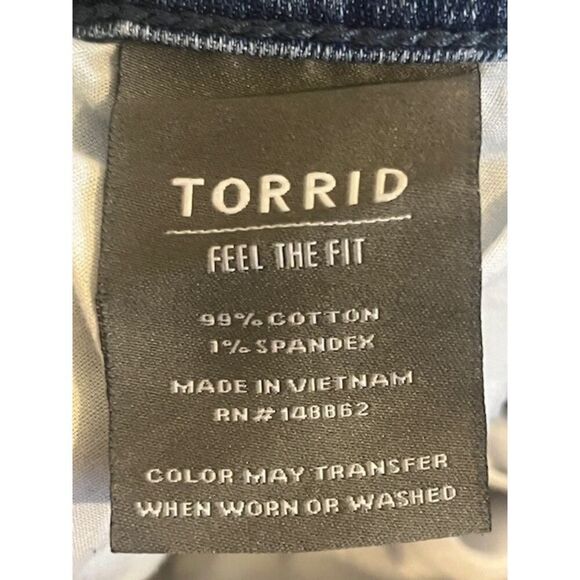 TORRID
FEEL THE FIT
99% COTTON
1% SPANDEX
MADE IN VIETNAM
RN#148862
COLOR MAY TRANSFER
WHEN WORN OR WASHED